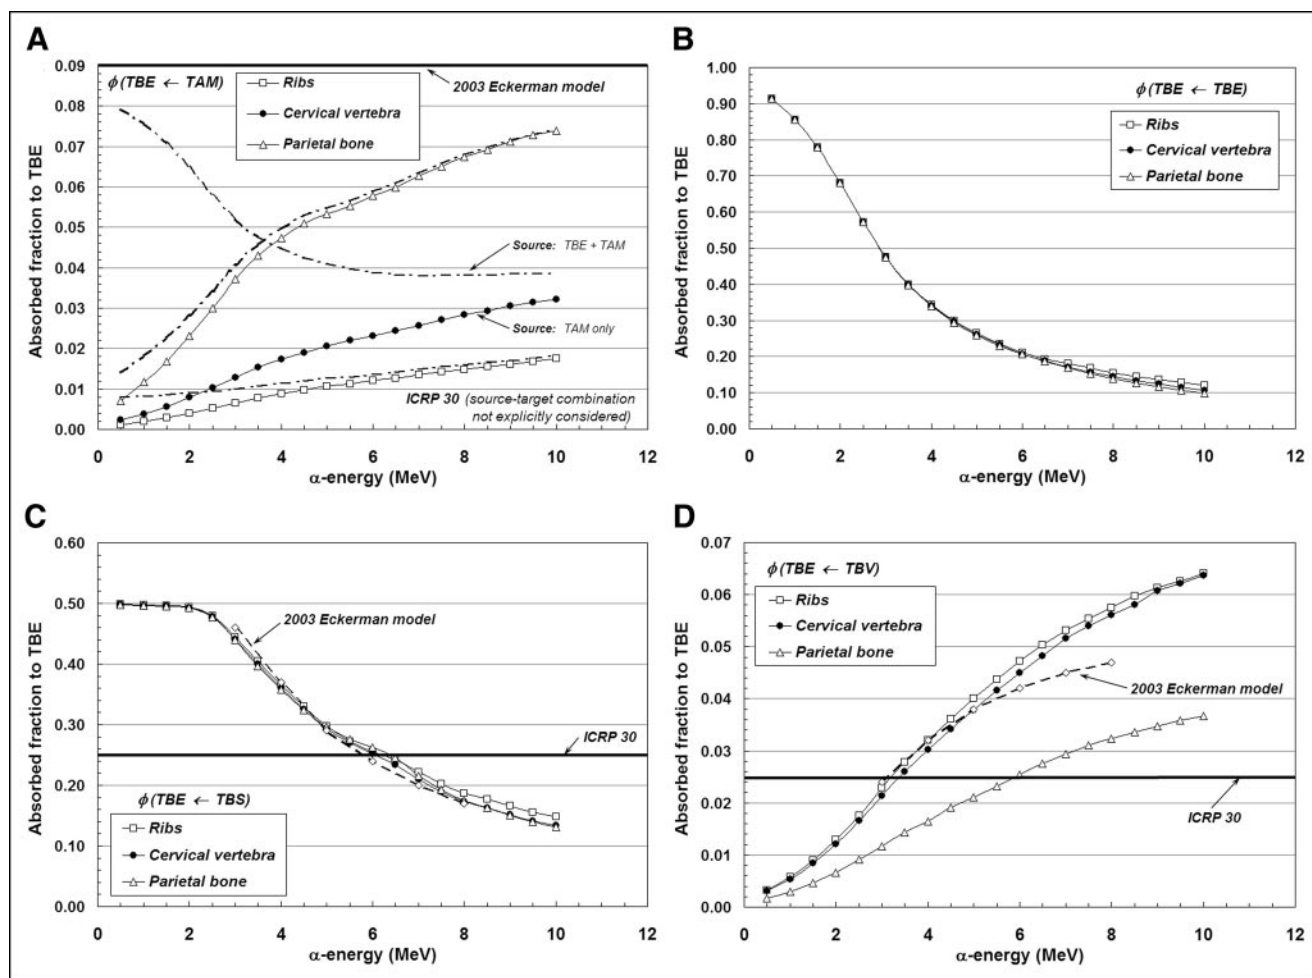 A
ϕ (TBE ← TAM)
Ribs
Cervical vertebra
Parietal bone
2003 Eckerman model
Source: TBE + TAM
Source: TAM only
ICRP 30 (source-target combination
not explicitly considered)
Absorbed fraction to TBE
0.09
0.08
0.07
0.06
0.05
0.04
0.03
0.02
0.01
0.00
0 2 4 6 8 10 12
α-energy (MeV)
B
ϕ (TBE ← TBE)
Ribs
Cervical vertebra
Parietal bone
Absorbed fraction to TBE
1.00
0.90
0.80
0.70
0.60
0.50
0.40
0.30
0.20
0.10
0.00
0 2 4 6 8 10 12
α-energy (MeV)
C
2003 Eckerman model
ICRP 30
ϕ (TBE ← TBS)
Ribs
Cervical vertebra
Parietal bone
Absorbed fraction to TBE
0.60
0.50
0.40
0.30
0.20
0.10
0.00
0 2 4 6 8 10 12
α-energy (MeV)
D
ϕ (TBE ← TBV)
Ribs
Cervical vertebra
Parietal bone
2003 Eckerman model
ICRP 30
Absorbed fraction to TBE
0.07
0.06
0.05
0.04
0.03
0.02
0.01
0.00
0 2 4 6 8 10 12
α-energy (MeV)